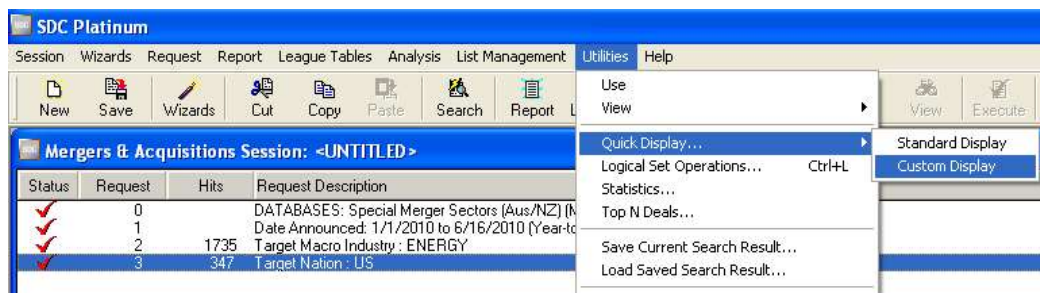 SDC Platinum
Session Wizards Request Report League Tables Analysis List Management Utilities Help
New Save Wizards Cut Copy Paste Search Report L View Execute
Use
View
Quick Display...
Standard Display
Logical Set Operations... Ctrl+L
Custom Display
Statistics...
Top N Deals...
Save Current Search Result...
Load Saved Search Result...
Mergers & Acquisitions Session: <UNTITLED>
Status Request Hits Request Description
0 DATABASES: Special Merger Sectors (Aus/NZ) (M
1 Date Announced: 1/1/2010 to 6/16/2010 (Year-to
2 1735 Target Macro Industry : ENERGY
3 347 Target Nation : US